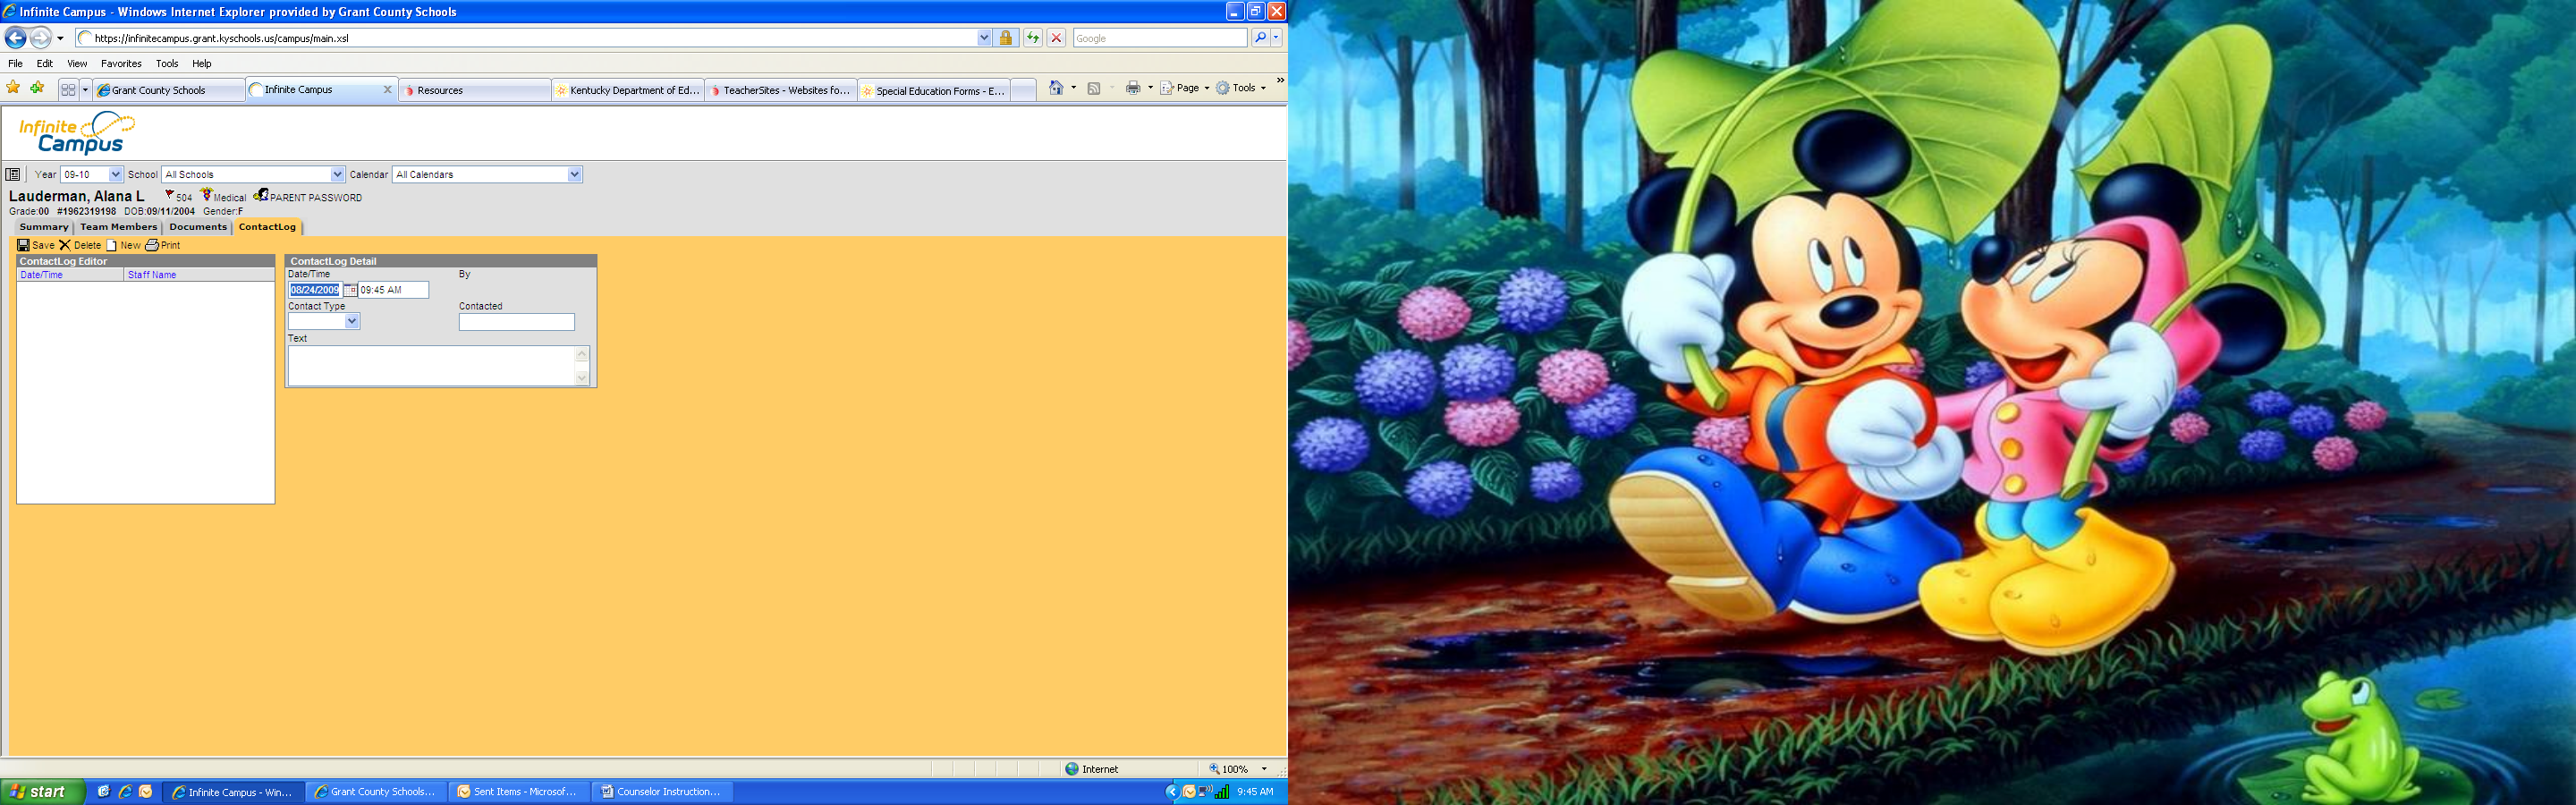 Infinite Campus - Windows Internet Explorer provided by Grant County Schools
https://infinitecampus.grant.kyschools.us/campus/main.xsl
Google
File Edit View Favorites Tools Help
Grant County Schools
Infinite Campus
Resources
Kentucky Department of Ed...
TeacherSites - Websites fo...
Special Education Forms - E...
Page Tools
Infinite Campus
Year 09-10 School All Schools Calendar All Calendars
Lauderman, Alana L 504 Medical PARENT PASSWORD
Grade:00 #1962319198 DOB:09/11/2004 Gender:F
Summary Team Members Documents ContactLog
Save Delete New Print
ContactLog Editor
Date/Time Staff Name
ContactLog Detail
Date/Time By
08/24/2009 09:45 AM
Contact Type Contacted
Text
Internet 100%
start
Infinite Campus - Win...
Grant County Schools...
Sent Items - Microsof...
Counselor Instruction...
9:45 AM